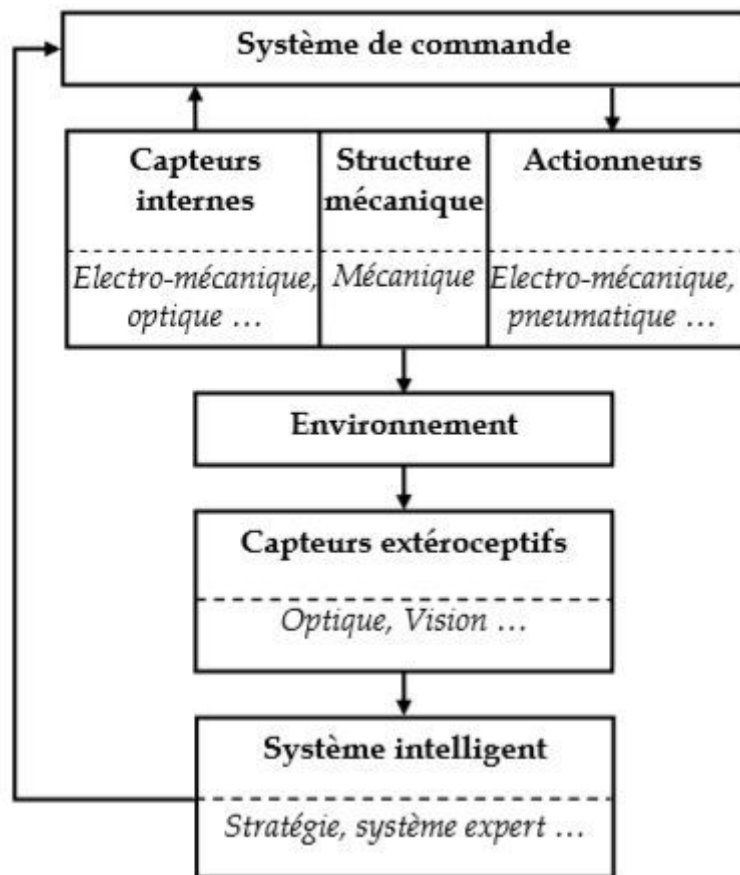 Système de commande
Capteurs internes
Electro-mécanique,
optique ...
Structure mécanique
Mécanique
Actionneurs
Electro-mécanique,
pneumatique ...
Environnement
Capteurs extéroceptifs
Optique, Vision ...
Système intelligent
Stratégie, système expert ...